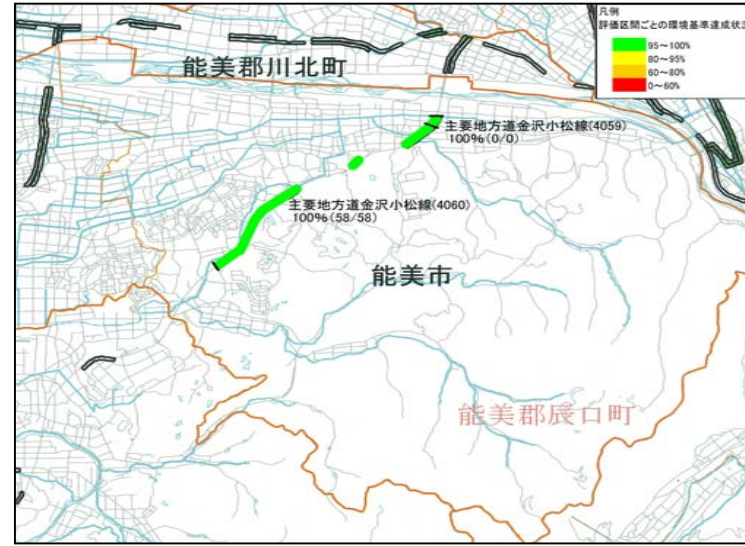 凡例
評価区間ごとの環境基準達成状
95~100%
80~95%
60~80%
0~60%
能美郡川北町
主要地方道金沢小松線(4059)
100%(0/0)
主要地方道金沢小松線(4060)
100%(58/58)
能美市
能美郡辰口町